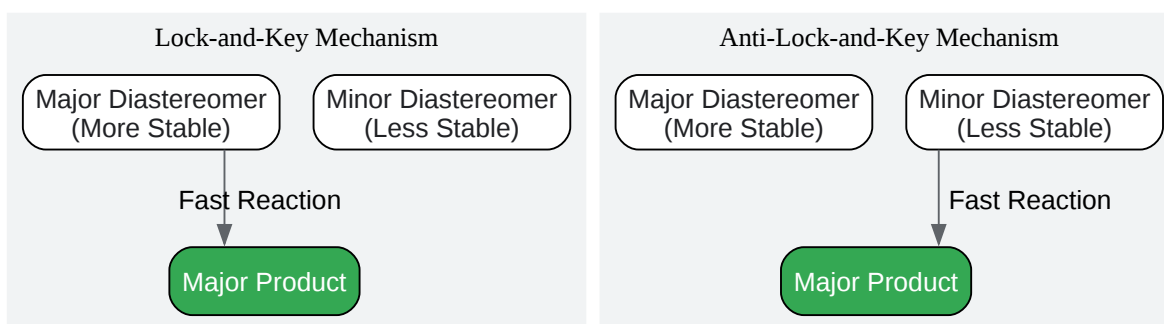 Lock-and-Key Mechanism
Major Diastereomer
(More Stable)
Minor Diastereomer
(Less Stable)
Fast Reaction
Major Product
Anti-Lock-and-Key Mechanism
Major Diastereomer
(More Stable)
Minor Diastereomer
(Less Stable)
Fast Reaction
Major Product